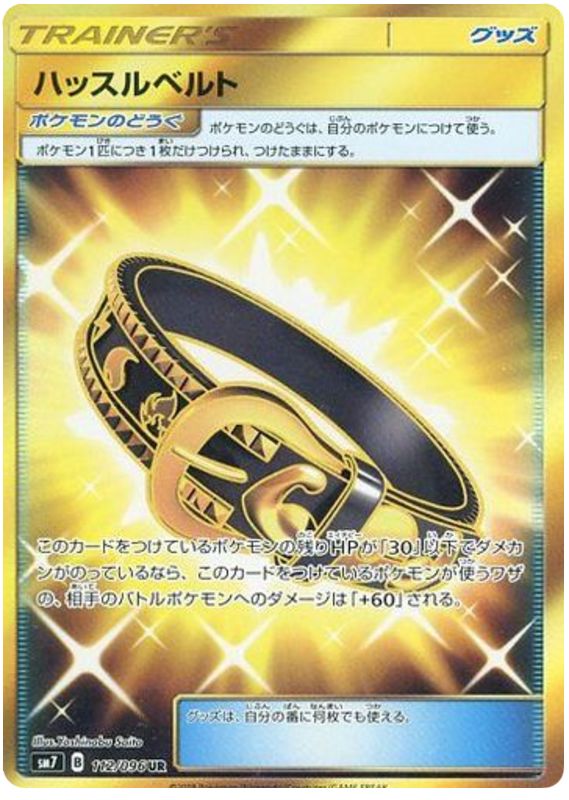 TRAINER'S
グッズ
ハッスルベルト
ポケモンのどうぐ
ポケモンのどうぐは、自分のポケモンにつけて使う。
ポケモン1匹につき1枚だけつけられ、つけたままにする。
このカードをつけているポケモンの残りHPが「30」以下でダメカ
ンがのっているなら、このカードをつけているポケモンが使うワザ
の、相手のバトルポケモンへのダメージは「+60」される。
グッズは、自分の番に何枚でも使える。
illus.Yoshinobu Saito
SM7 B 112/096 UR
©2018 Pokémon/Nintendo/Creatures/GAME FREAK